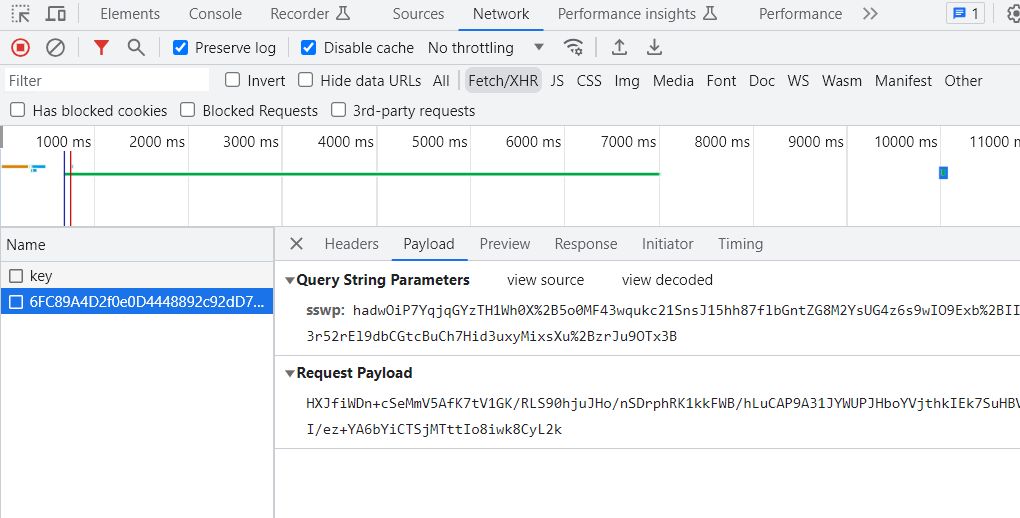 Elements Console Recorder Sources Network Performance insights Performance 1
Preserve log Disable cache No throttling
Filter Invert Hide data URLs All Fetch/XHR JS CSS Img Media Font Doc WS Wasm Manifest Other
Has blocked cookies Blocked Requests 3rd-party requests
1000 ms 2000 ms 3000 ms 4000 ms 5000 ms 6000 ms 7000 ms 8000 ms 9000 ms 10000 ms 11000 m
Name Headers Payload Preview Response Initiator Timing
key
6FC89A4D2f0e0D4448892c92dD7...
Query String Parameters view source view decoded
sswp: hadwOiP7YqjqGYzTH1Wh0X%2B5o0MF43wqukc21SnsJ15hh87flbGntZG8M2YsUG4z6s9wIO9Exb%2BII
3r52rEl9dbCGtcBuCh7Hid3uxyMixsXu%2BzrJu9OTx3B
Request Payload
HXJfiWDn+cSeMmV5AfK7tV1GK/RLS90hjuJHo/nSDrphRK1kkFWB/hLuCAP9A31JYWUPJHboYVjthkIEk7SuHBV
I/ez+YA6bYiCTSjMTttIo8iwk8CyL2k